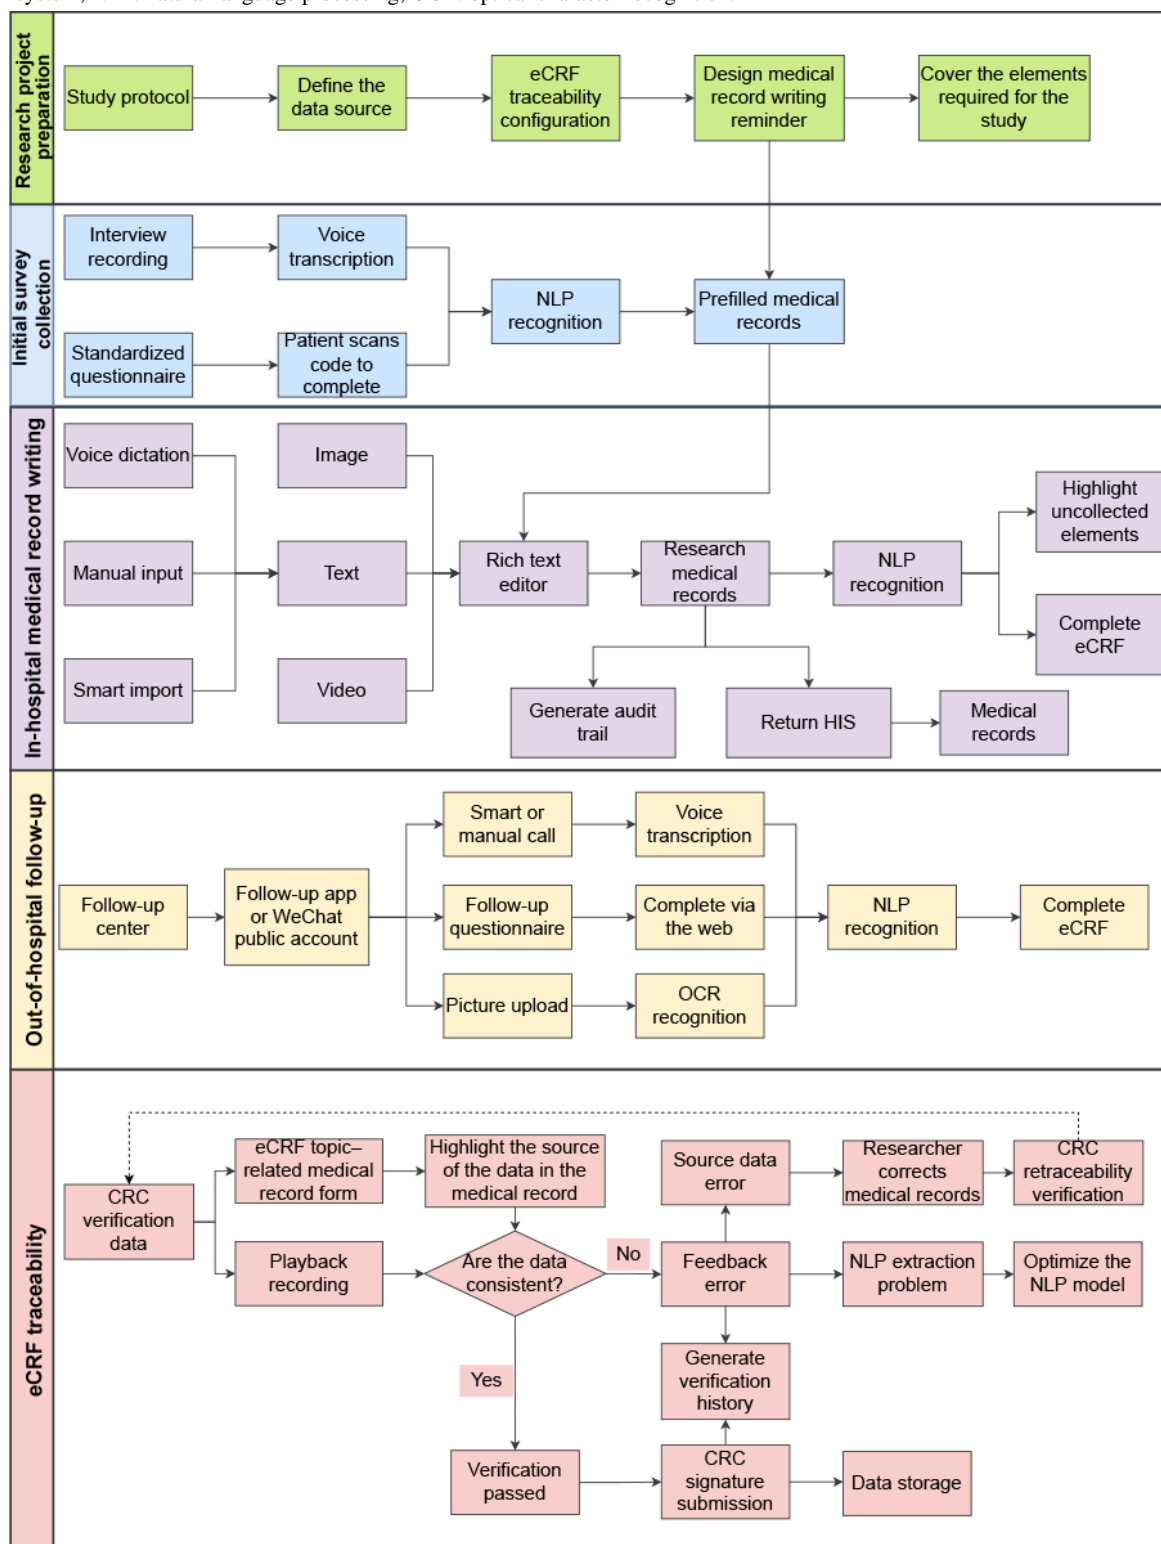 Research project
preparation
Study protocol
Define the
data source
eCRF
traceability
configuration
Design medical
record writing
reminder
Cover the elements
required for the
study
Initial survey
collection
Interview
recording
Voice
transcription
Standardized
questionnaire
Patient scans
code to
complete
NLP
recognition
Prefilled medical
records
In-hospital medical record writing
Voice dictation
Manual input
Smart import
Image
Text
Video
Rich text
editor
Research
medical
records
NLP
recognition
Highlight
uncollected
elements
Complete
eCRF
Generate audit
trail
Return HIS
Medical
records
Out-of-hospital follow-up
Follow-up
center
Follow-up app
or WeChat
public account
Smart or
manual call
Voice
transcription
Follow-up
questionnaire
Complete via
the web
Picture upload
OCR
recognition
NLP
recognition
Complete
eCRF
eCRF traceability
CRC
verification
data
eCRF topic–
related medical
record form
Highlight the source
of the data in the
medical record
Playback
recording
Are the data
consistent?
No
Yes
Source data
error
Researcher
corrects
medical records
CRC
retraceability
verification
Feedback
error
NLP extraction
problem
Optimize the
NLP model
Generate
verification
history
Verification
passed
CRC
signature
submission
Data storage